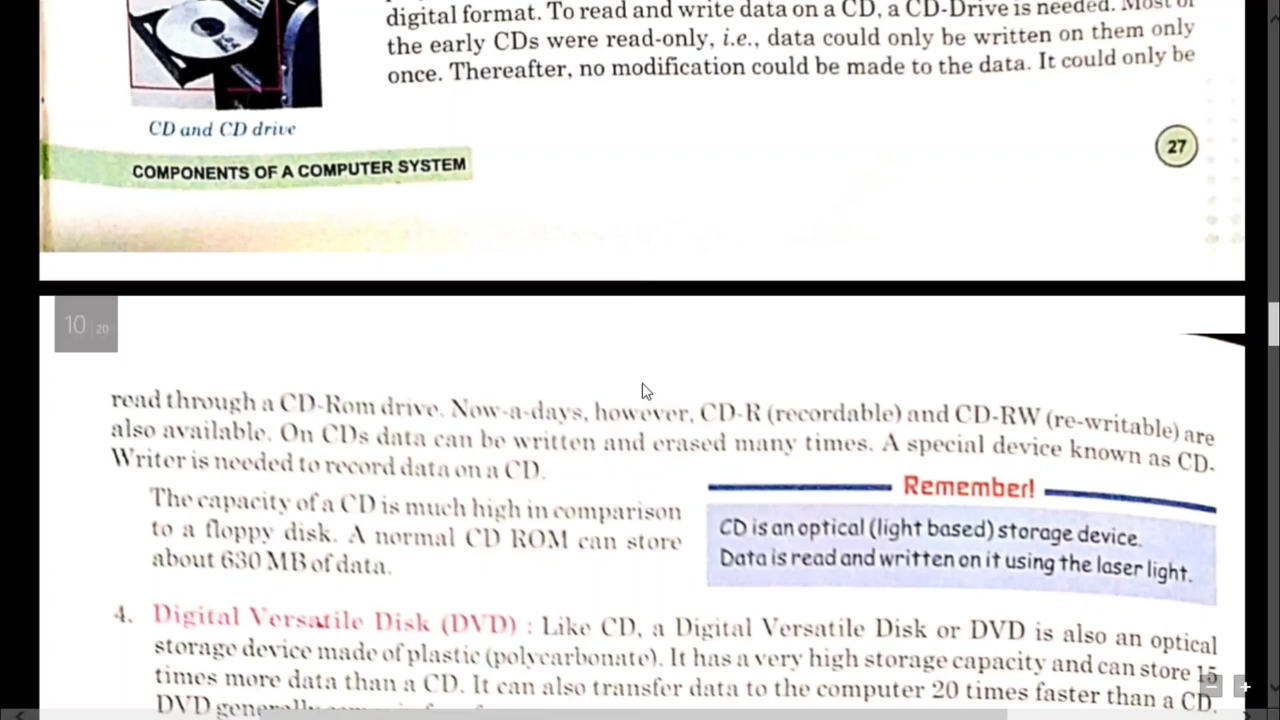 digital format. To read and write data on a CD, a CD-Drive is needed. Most of
the early CDs were read-only, i.e., data could only be written on them only
once. Thereafter, no modification could be made to the data. It could only be
CD and CD drive
COMPONENTS OF A COMPUTER SYSTEM
27
10 | 20
read through a CD-Rom drive. Now-a-days, however, CD-R (recordable) and CD-RW (re-writable) are
also available. On CDs data can be written and erased many times. A special device known as CD-
Writer is needed to record data on a CD.
The capacity of a CD is much high in comparison
to a floppy disk. A normal CD ROM can store
about 630 MB of data.
Remember!
CD is an optical (light based) storage device.
Data is read and written on it using the laser light.
4. Digital Versatile Disk (DVD) : Like CD, a Digital Versatile Disk or DVD is also an optical
storage device made of plastic (polycarbonate). It has a very high storage capacity and can store 15
times more data than a CD. It can also transfer data to the computer 20 times faster than a CD.
DVD generally